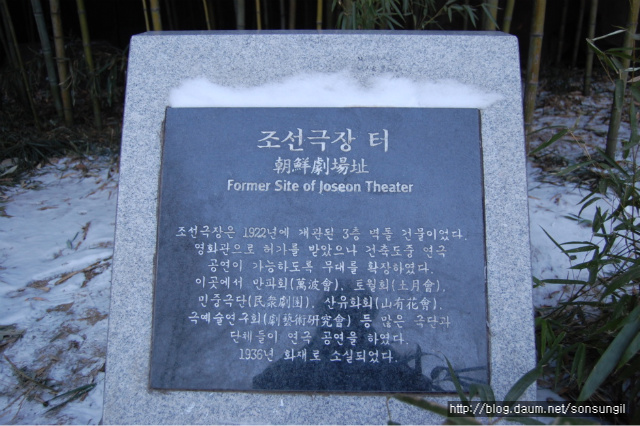 조선극장 터
朝鮮劇場址
Former Site of Joseon Theater
조선극장은 1922년에 개관된 3층 벽돌 건물이었다.
영화관으로 허가를 받았으나 건축도중 연극
공연이 가능하도록 무대를 확장하였다.
이곳에서 만파회(萬波會), 토월회(土月會),
민중극단(民衆劇團), 산유화회(山有花會),
극예술연구회(劇藝術硏究會) 등 많은 극단과
단체들이 연극 공연을 하였다.
1936년 화재로 소실되었다.
http://blog.daum.net/sonsungil